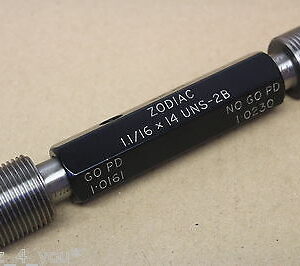 ZODIAC
1.1/16 x 14 UNS-2B
GO PD
1.0161
NO GO PD
1.0230